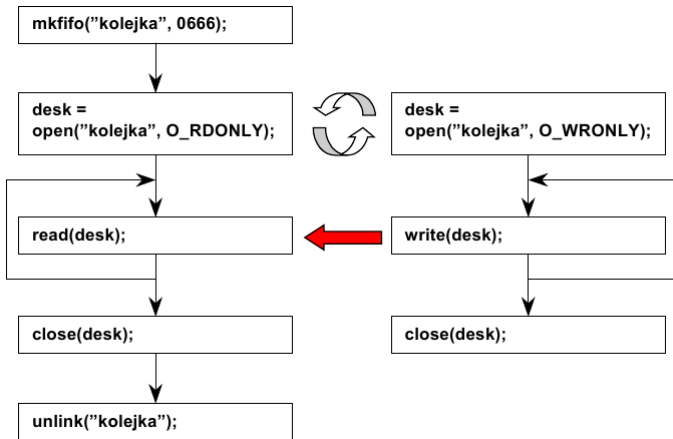 mkfifo(”kolejka”, 0666);
desk =
open(”kolejka”, O_RDONLY);
read(desk);
close(desk);
unlink(”kolejka”);
desk =
open(”kolejka”, O_WRONLY);
write(desk);
close(desk);